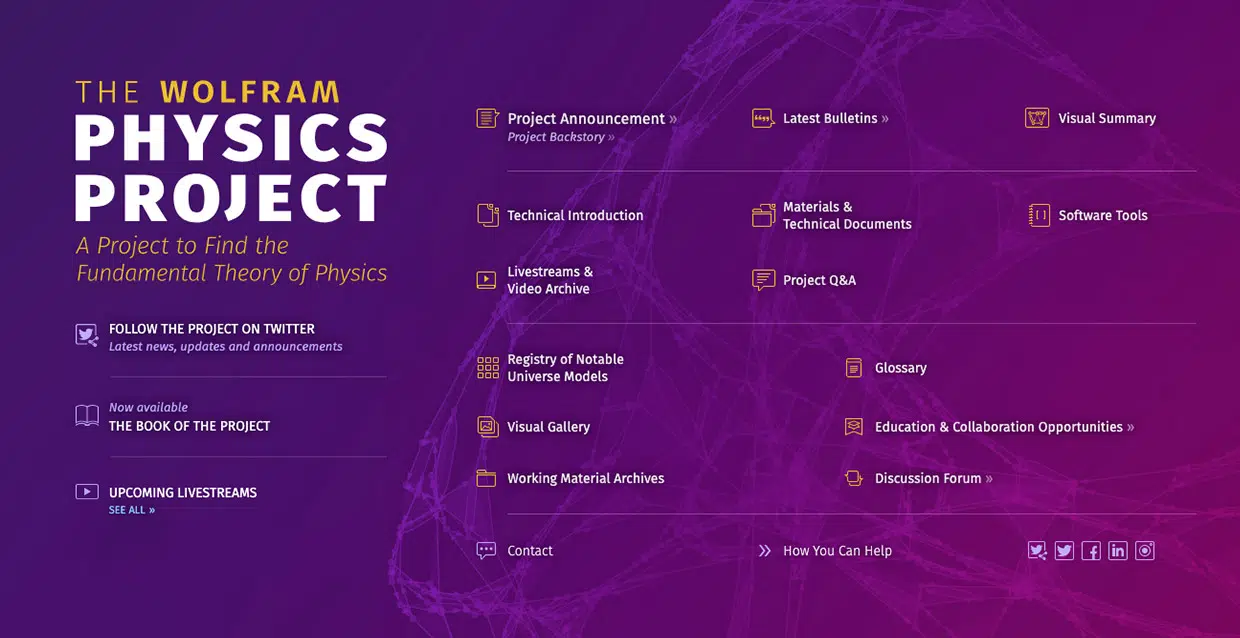 THE WOLFRAM
PHYSICS
PROJECT
A Project to Find the
Fundamental Theory of Physics
FOLLOW THE PROJECT ON TWITTER
Latest news, updates and announcements
Now available
THE BOOK OF THE PROJECT
UPCOMING LIVESTREAMS
SEE ALL »
Project Announcement »
Project Backstory »
Latest Bulletins »
Visual Summary
Technical Introduction
Materials &
Technical Documents
Software Tools
Livestreams &
Video Archive
Project Q&A
Registry of Notable
Universe Models
Glossary
Visual Gallery
Education & Collaboration Opportunities »
Working Material Archives
Discussion Forum »
Contact
How You Can Help